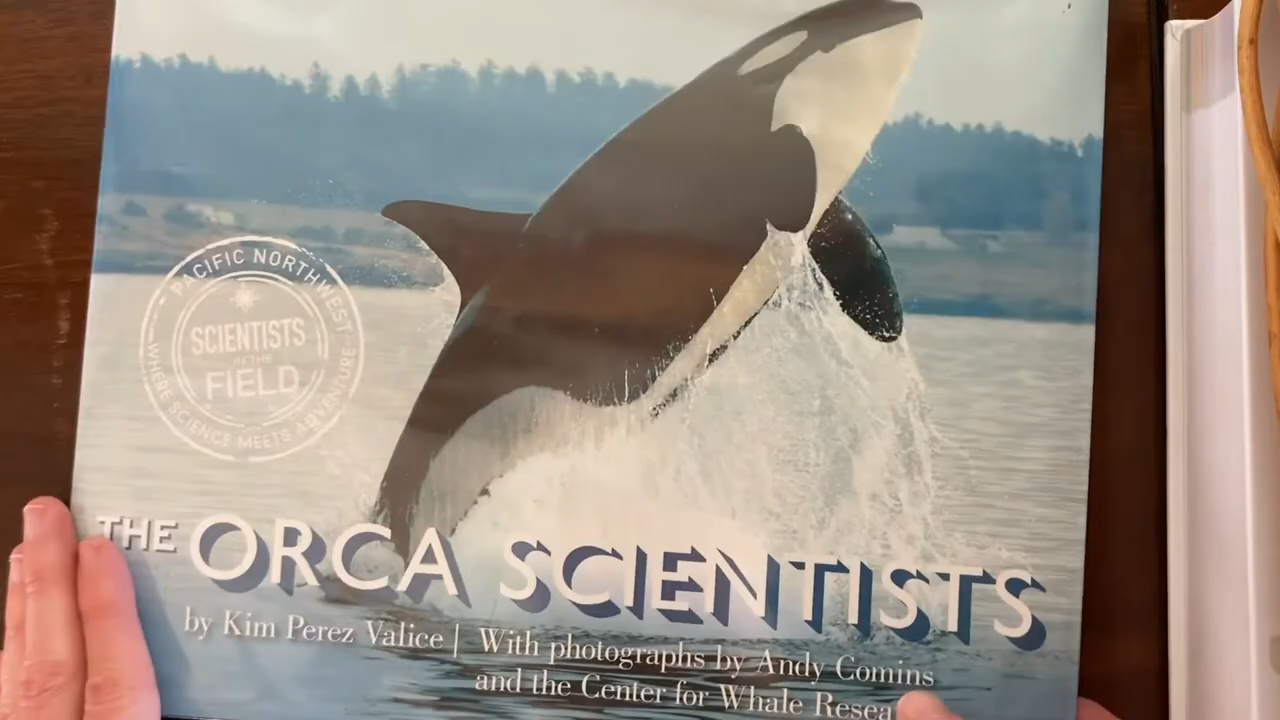 PACIFIC NORTHWEST
SCIENTISTS
IN THE
FIELD
WHERE SCIENCE MEETS ADVENTURE
THE ORCA SCIENTISTS
by Kim Perez Valice | With photographs by Andy Comins
and the Center for Whale Resea